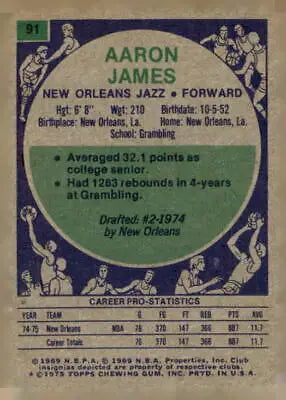 91
AARON
JAMES
NEW ORLEANS JAZZ • FORWARD
Hgt: 6' 8" Wgt: 210 Birthdate: 10-5-52
Birthplace: New Orleans, La. Home: New Orleans, La.
School: Grambling
• Averaged 32.1 points as
college senior.
• Had 1263 rebounds in 4-years
at Grambling.
Drafted: #2-1974
by New Orleans
CAREER PRO-STATISTICS
YEAR TEAM G FG FT REB PTS AVG
74-75 New Orleans NBA 76 370 147 366 887 11.7
Career Totals 76 370 147 366 887 11.7
© 1969 N.B.P.A. © 1969 N.B.A. Properties, Inc. Club
insignias depicted are property of respective clubs.
* © 1975 TOPPS CHEWING GUM, INC. PRTD. IN U.S.A.